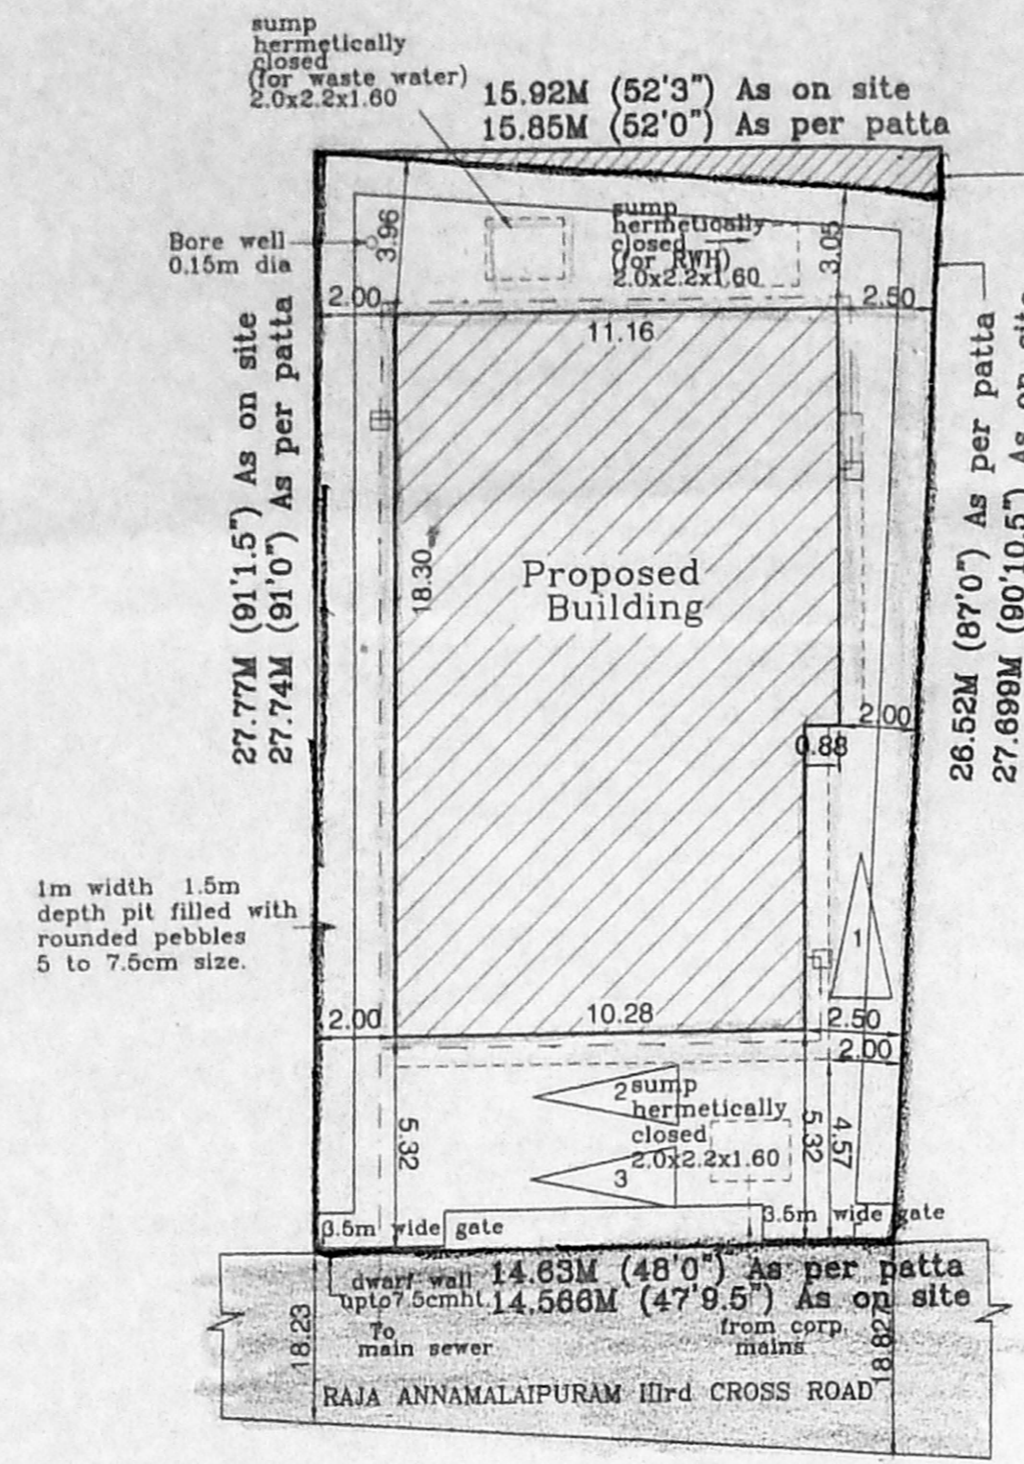 sump
hermetically
closed
(for waste water)
2.0x2.2x1.60
15.92M (52'3") As on site
15.85M (52'0") As per patta
Bore well
0.15m dia
3.96
sump
hermetically
closed
(for RWH)
2.0x2.2x1.60
3.05
2.00
2.50
11.16
27.77M (91'1.5") As on site
27.74M (91'0") As per patta
18.30
Proposed
Building
26.52M (87'0") As per patta
27.699M (90'10.5") As on site
2.00
0.88
1m width 1.5m
depth pit filled with
rounded pebbles
5 to 7.5cm size.
1
2.00
10.28
2.50
2.00
2
sump
hermetically
closed
2.0x2.2x1.60
3
5.32
5.32
4.57
3.5m wide gate
3.5m wide gate
dwarf wall
upto7.5cmht.
14.63M (48'0") As per patta
14.566M (47'9.5") As on site
To
main sewer
from corp.
mains
18.23
18.827
RAJA ANNAMALAIPURAM IIIrd CROSS ROAD